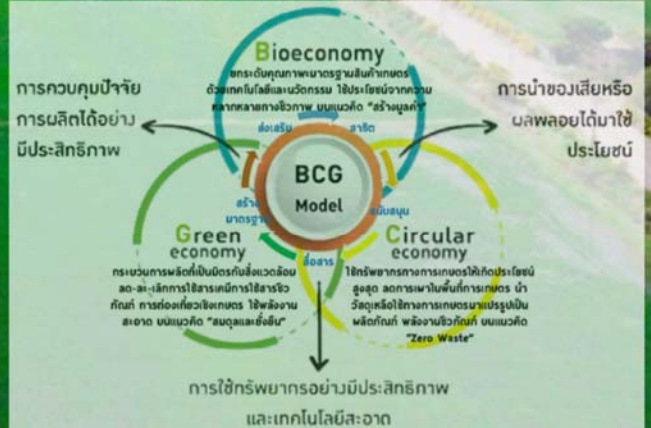 Bioeconomy
ยกระดับคุณภาพมาตรฐานสินค้าเกษตร
ด้วยเทคโนโลยีและนวัตกรรม ใช้ประโยชน์จากความ
หลากหลายทางชีวภาพ บนแนวคิด “สร้างมูลค่า”
การควบคุมปัจจัย
การผลิตได้อย่าง
มีประสิทธิภาพ
การนำของเสียหรือ
ผลพลอยได้มาใช้
ประโยชน์
ส่งเสริม
สาธิต
BCG
Model
สร้าง
มาตรฐาน
สนับสนุน
สื่อสาร
Green
economy
กระบวนการผลิตที่เป็นมิตรกับสิ่งแวดล้อม
ลด-ละ-เลิกการใช้สารเคมีการใช้สารชีว
ภัณฑ์ การท่องเที่ยวเชิงเกษตร ใช้พลังงาน
สะอาด บนแนวคิด “สมดุลและยั่งยืน”
Circular
economy
ใช้ทรัพยากรทางการเกษตรให้เกิดประโยชน์
สูงสุด ลดการเผาในพื้นที่การเกษตร นำ
วัสดุเหลือใช้ทางการเกษตรมาแปรรูปเป็น
ผลิตภัณฑ์ พลังงานชีวภัณฑ์ บนแนวคิด
“Zero Waste”
การใช้ทรัพยากรอย่างมีประสิทธิภาพ
และเทคโนโลยีสะอาด